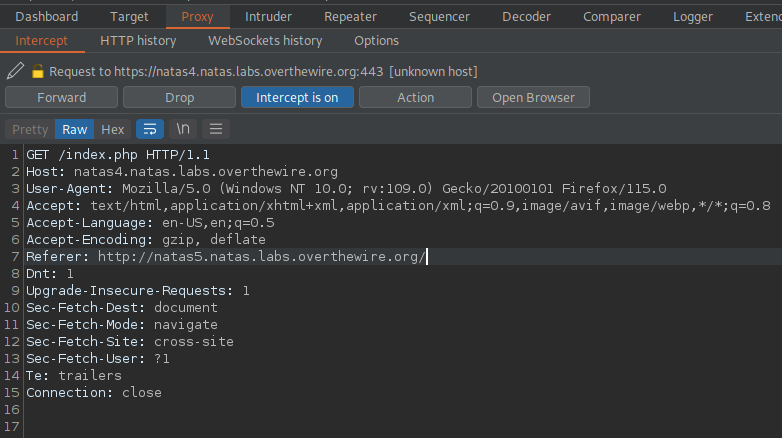 Dashboard Target Proxy Intruder Repeater Sequencer Decoder Comparer Logger
Intercept HTTP history WebSockets history Options
Request to https://natas4.natas.labs.overthewire.org:443 [unknown host]
Forward Drop Intercept is on Action Open Browser
Pretty Raw Hex \n
1 GET /index.php HTTP/1.1
2 Host: natas4.natas.labs.overthewire.org
3 User-Agent: Mozilla/5.0 (Windows NT 10.0; rv:109.0) Gecko/20100101 Firefox/115.0
4 Accept: text/html,application/xhtml+xml,application/xml;q=0.9,image/avif,image/webp,*/*;q=0.8
5 Accept-Language: en-US,en;q=0.5
6 Accept-Encoding: gzip, deflate
7 Referer: http://natas5.natas.labs.overthewire.org/
8 Dnt: 1
9 Upgrade-Insecure-Requests: 1
10 Sec-Fetch-Dest: document
11 Sec-Fetch-Mode: navigate
12 Sec-Fetch-Site: cross-site
13 Sec-Fetch-User: ?1
14 Te: trailers
15 Connection: close
16
17